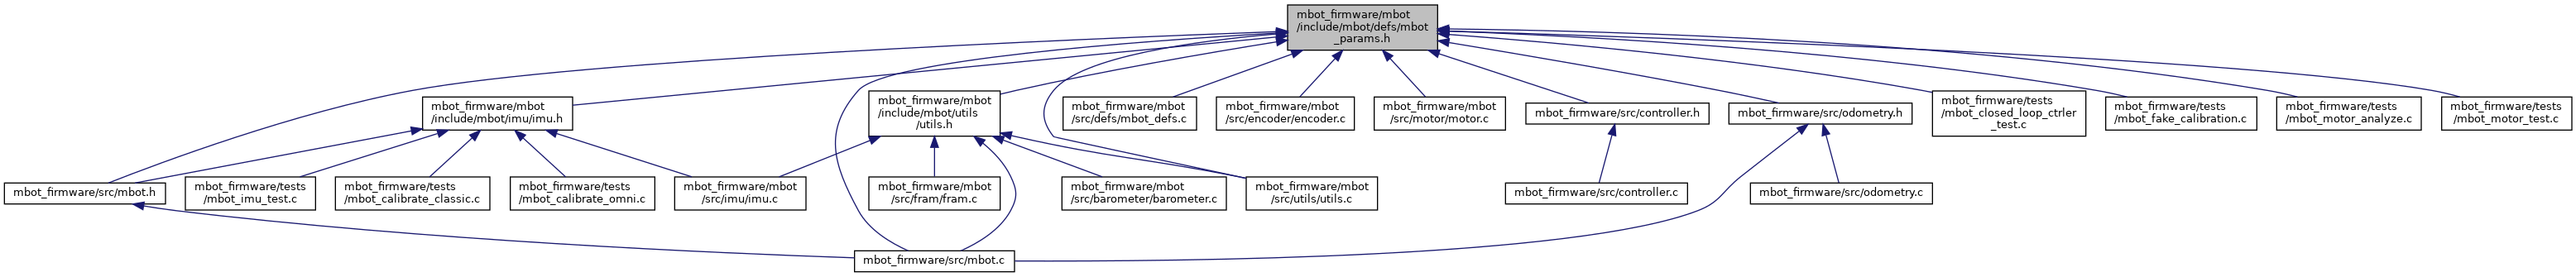 mbot_firmware/mbot
/include/mbot/defs/mbot
_params.h
mbot_firmware/mbot
/include/mbot/imu/imu.h
mbot_firmware/mbot
/include/mbot/utils
/utils.h
mbot_firmware/mbot
/src/defs/mbot_defs.c
mbot_firmware/mbot
/src/encoder/encoder.c
mbot_firmware/mbot
/src/motor/motor.c
mbot_firmware/src/controller.h
mbot_firmware/src/odometry.h
mbot_firmware/tests
/mbot_closed_loop_ctrler
_test.c
mbot_firmware/tests
/mbot_fake_calibration.c
mbot_firmware/tests
/mbot_motor_analyze.c
mbot_firmware/tests
/mbot_motor_test.c
mbot_firmware/src/mbot.h
mbot_firmware/tests
/mbot_imu_test.c
mbot_firmware/tests
/mbot_calibrate_classic.c
mbot_firmware/tests
/mbot_calibrate_omni.c
mbot_firmware/mbot
/src/imu/imu.c
mbot_firmware/mbot
/src/fram/fram.c
mbot_firmware/mbot
/src/barometer/barometer.c
mbot_firmware/mbot
/src/utils/utils.c
mbot_firmware/src/controller.c
mbot_firmware/src/odometry.c
mbot_firmware/src/mbot.c